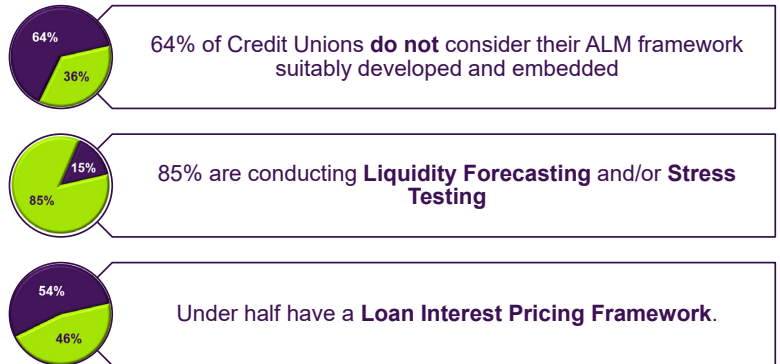 64%
36%
64% of Credit Unions do not consider their ALM framework
suitably developed and embedded
15%
85%
85% are conducting Liquidity Forecasting and/or Stress
Testing
54%
46%
Under half have a Loan Interest Pricing Framework.